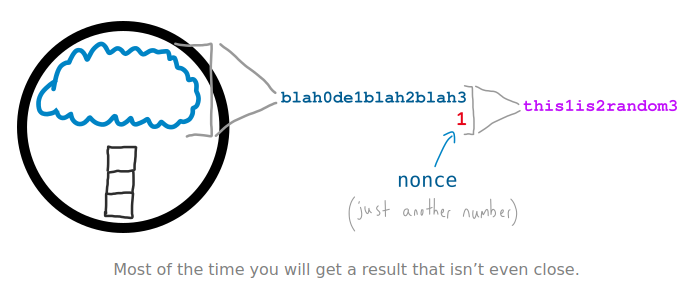 blah0de1blah2blah3
1
this1is2random3
nonce
(just another number)
Most of the time you will get a result that isn’t even close.